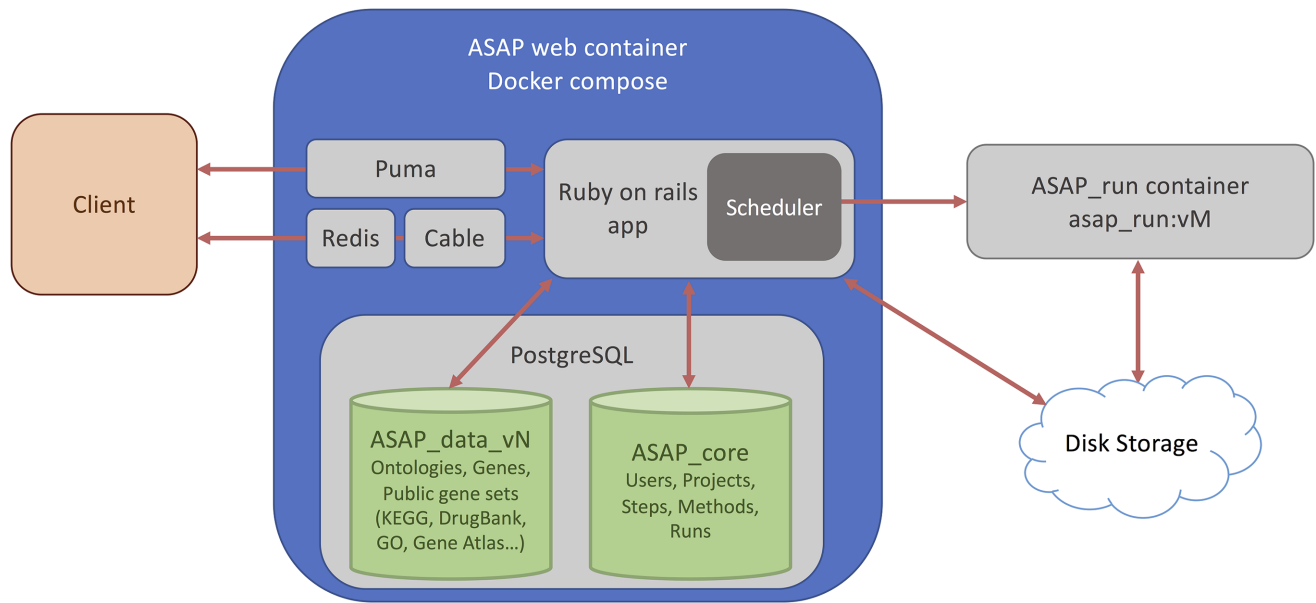 ASAP web container
Docker compose
Client
Puma
Redis
Cable
Ruby on rails
app
Scheduler
ASAP_run container
asap_run:vM
PostgreSQL
ASAP_data_vN
Ontologies, Genes,
Public gene sets
(KEGG, DrugBank,
GO, Gene Atlas…)
ASAP_core
Users, Projects,
Steps, Methods,
Runs
Disk Storage